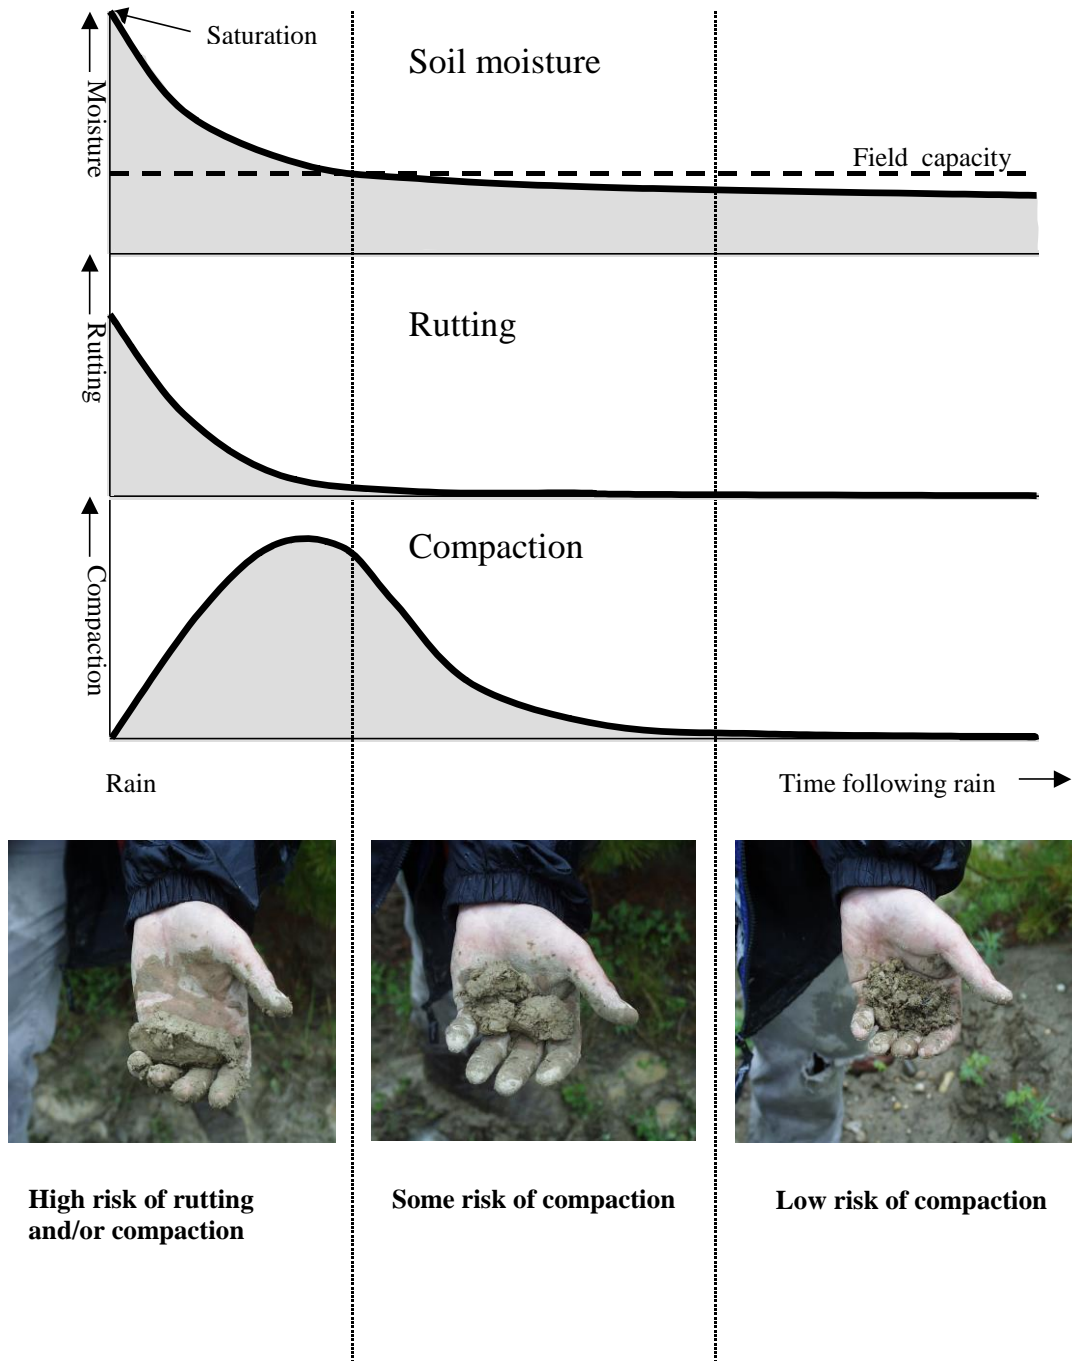 Saturation
Soil moisture
Moisture
Field capacity
Rutting
Rutting
Compaction
Compaction
Rain
Time following rain
High risk of rutting
and/or compaction
Some risk of compaction
Low risk of compaction